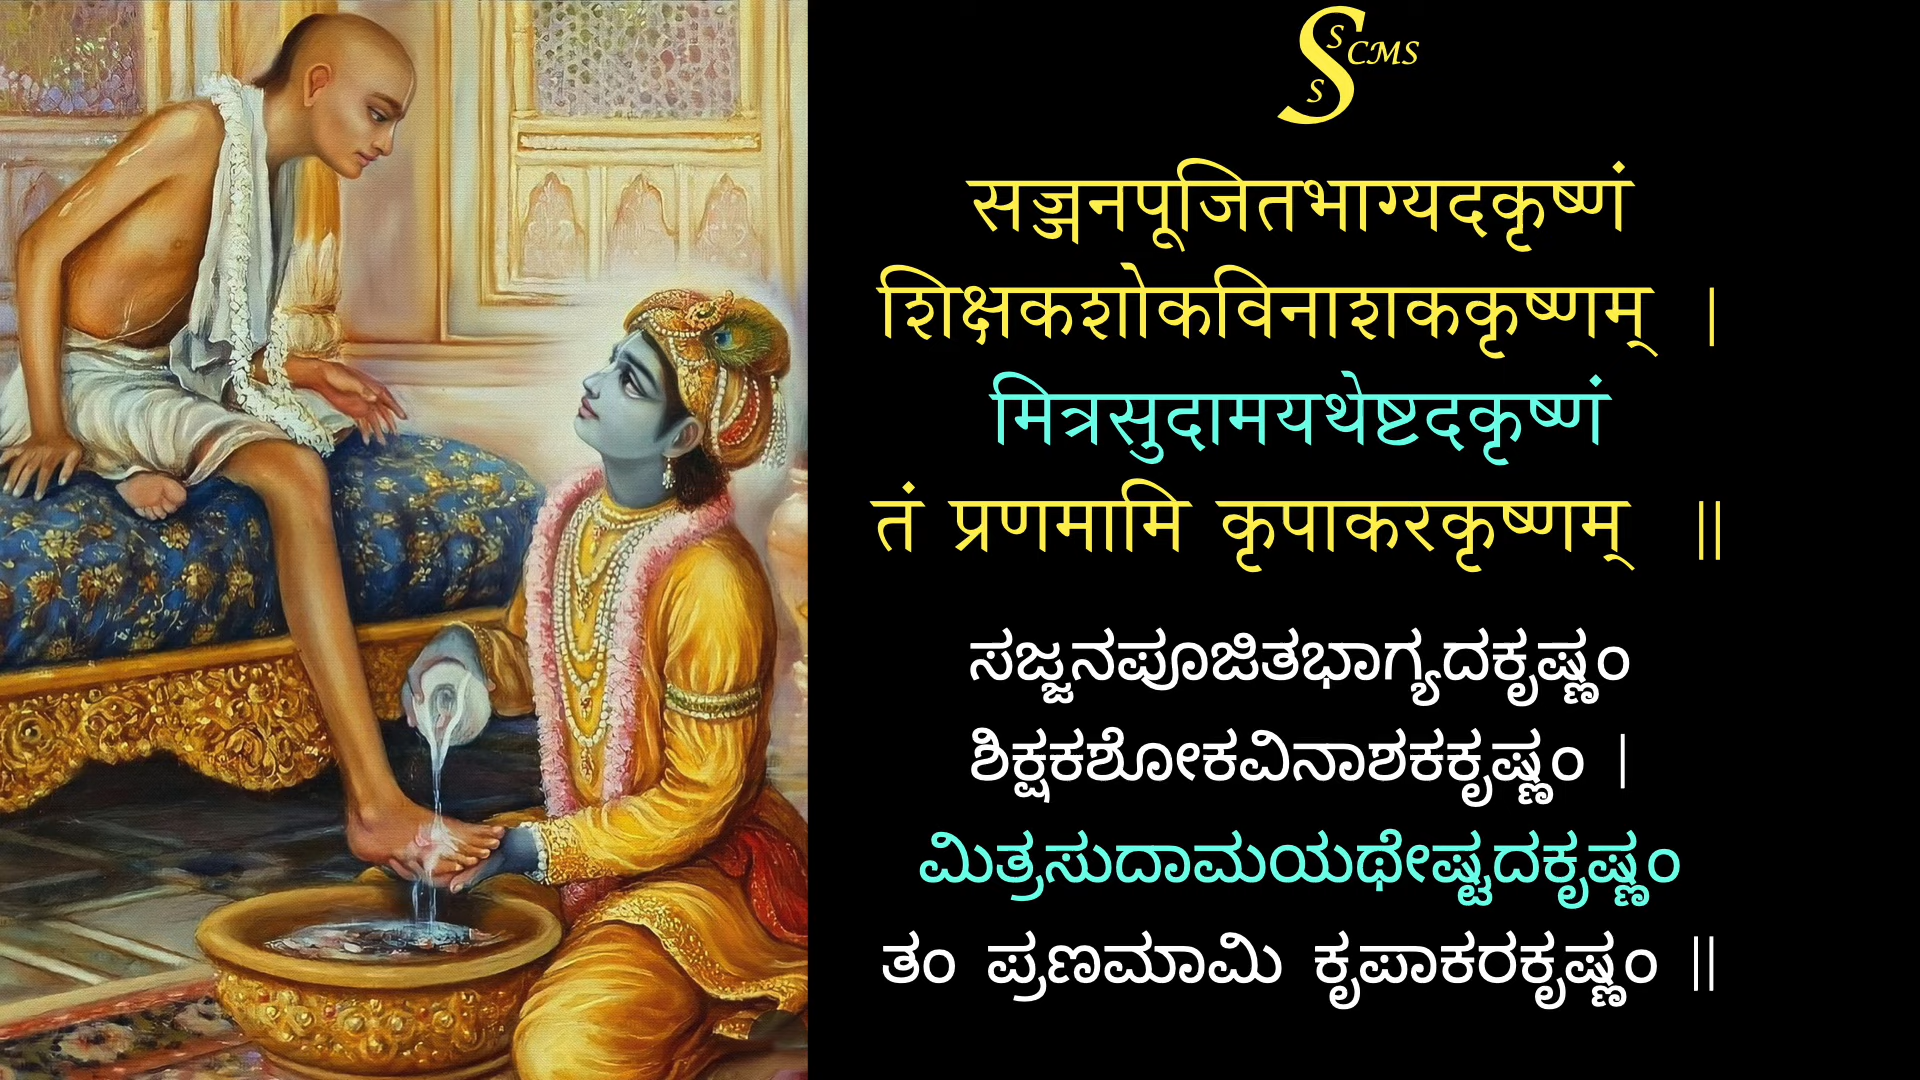 S S CMS S
सज्जनपूजितभाग्यदकृष्णं
शिक्षकशोकविनाशककृष्णम् ।
मित्रसुदामयथेष्टदकृष्णं
तं प्रणमामि कृपाकरकृष्णम् ॥
ಸಜ್ಜನಪೂಜಿತಭಾಗ್ಯದಕೃಷ್ಣಂ
ಶಿಕ್ಷಕಶೋಕವಿನಾಶಕಕೃಷ್ಣಂ ।
ಮಿತ್ರಸುದಾಮಯಥೇಷ್ಟದಕೃಷ್ಣಂ
ತಂ ಪ್ರಣಮಾಮಿ ಕೃಪಾಕರಕೃಷ್ಣಂ ॥